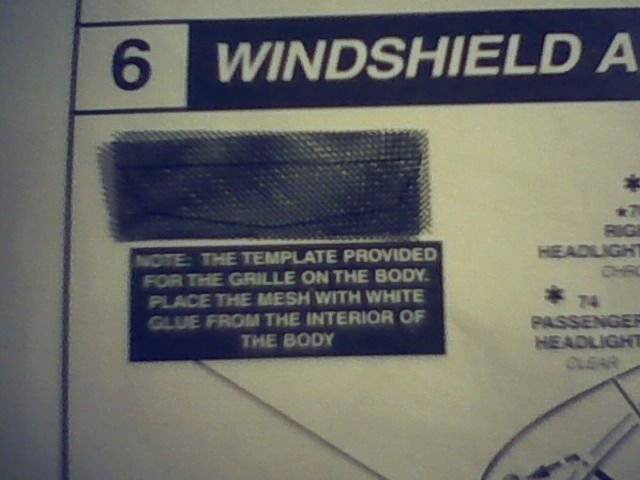 6 WINDSHIELD A
NOTE: THE TEMPLATE PROVIDED
FOR THE GRILLE ON THE BODY.
PLACE THE MESH WITH WHITE
GLUE FROM THE INTERIOR OF
THE BODY
*
HEADLIGHT
* 74
PASSENGER
HEADLIGHT
CLEAR